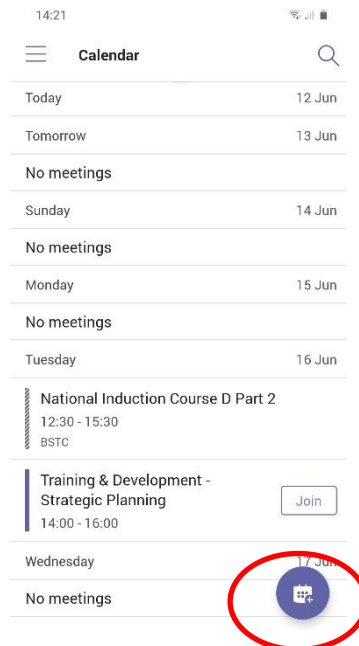 14:21
Calendar
Today 12 Jun
Tomorrow 13 Jun
No meetings
Sunday 14 Jun
No meetings
Monday 15 Jun
No meetings
Tuesday 16 Jun
National Induction Course D Part 2
12:30 - 15:30
BSTC
Training & Development -
Strategic Planning
Join
14:00 - 16:00
Wednesday 17 Jun
No meetings